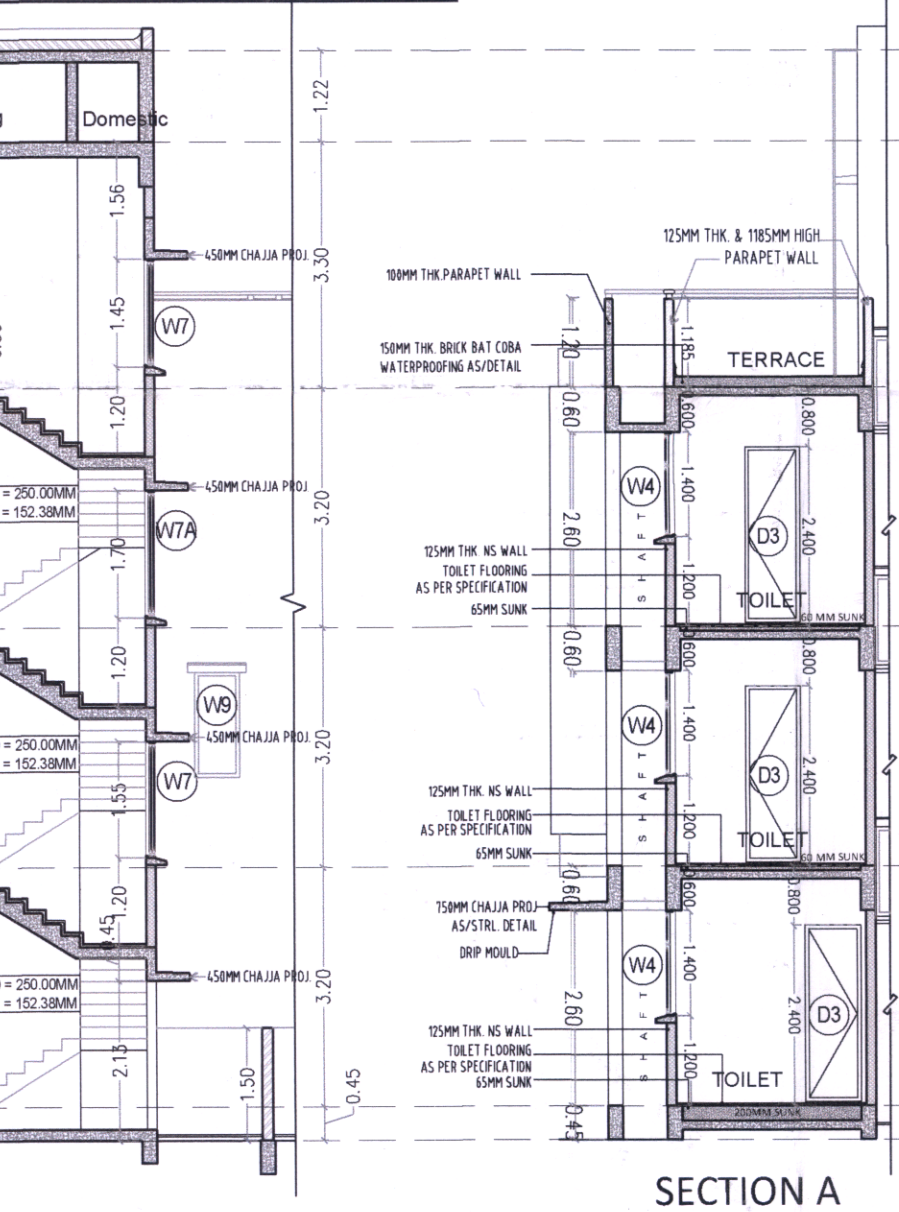 Domestic
1.22
1.56
450MM CHAJJA PROJ.
3.30
125MM THK. & 1185MM HIGH
PARAPET WALL
100MM THK.PARAPET WALL
1.45
W7
1.20
1.185
150MM THK. BRICK BAT COBA
WATERPROOFING AS/DETAIL
TERRACE
1.20
0.60
0.600
0.800
450MM CHAJJA PROJ.
= 250.00MM
= 152.38MM
W7A
3.20
1.70
2.60
W4
1.400
D3
2.400
SHAFT
125MM THK NS WALL
TOILET FLOORING
AS PER SPECIFICATION
65MM SUNK
1.200
TOILET
60 MM SUNK
1.20
0.60
0.600
0.800
W9
450MM CHAJJA PROJ.
= 250.00MM
= 152.38MM
W7
3.20
1.55
W4
1.400
D3
2.400
SHAFT
125MM THK. NS WALL
TOILET FLOORING
AS PER SPECIFICATION
65MM SUNK
1.200
TOILET
60 MM SUNK
1.20
0.45
0.60
0.600
0.800
750MM CHAJJA PROJ
AS/STRL. DETAIL
DRIP MOULD
450MM CHAJJA PROJ.
= 250.00MM
= 152.38MM
3.20
W4
1.400
D3
2.400
2.60
SHAFT
125MM THK. NS WALL
TOILET FLOORING
AS PER SPECIFICATION
65MM SUNK
1.200
TOILET
200MM SUNK
2.13
1.50
0.45
0.45
SECTION A